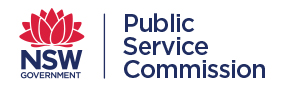 NSW
GOVERNMENT
Public
Service
Commission